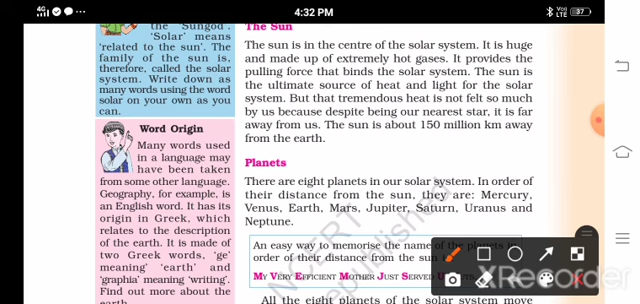 4G
4:32 PM
Vo)
LTE
37
the 'Sungod'.
'Solar' means
'related to the sun'. The
family of the sun is,
therefore, called the solar
system. Write down as
many words using the word
solar on your own as you
can.
Word Origin
Many words used
in a language may
have been taken
from some other language.
Geography, for example, is
an English word. It has its
origin in Greek, which
relates to the description
of the earth. It is made of
two Greek words, 'ge'
meaning 'earth' and
'graphia' meaning 'writing'.
Find out more about the
earth.
The Sun
The sun is in the centre of the solar system. It is huge
and made up of extremely hot gases. It provides the
pulling force that binds the solar system. The sun is
the ultimate source of heat and light for the solar
system. But that tremendous heat is not felt so much
by us because despite being our nearest star, it is far
away from us. The sun is about 150 million km away
from the earth.
Planets
There are eight planets in our solar system. In order of
their distance from the sun, they are: Mercury,
Venus, Earth, Mars, Jupiter, Saturn, Uranus and
Neptune.
An easy way to memorise the name of the planets in
order of their distance from the sun
MY VERY EFFICIENT MOTHER JUST SERVED
All the eight planets of the solar system move
NCERT
republished
XRecorder